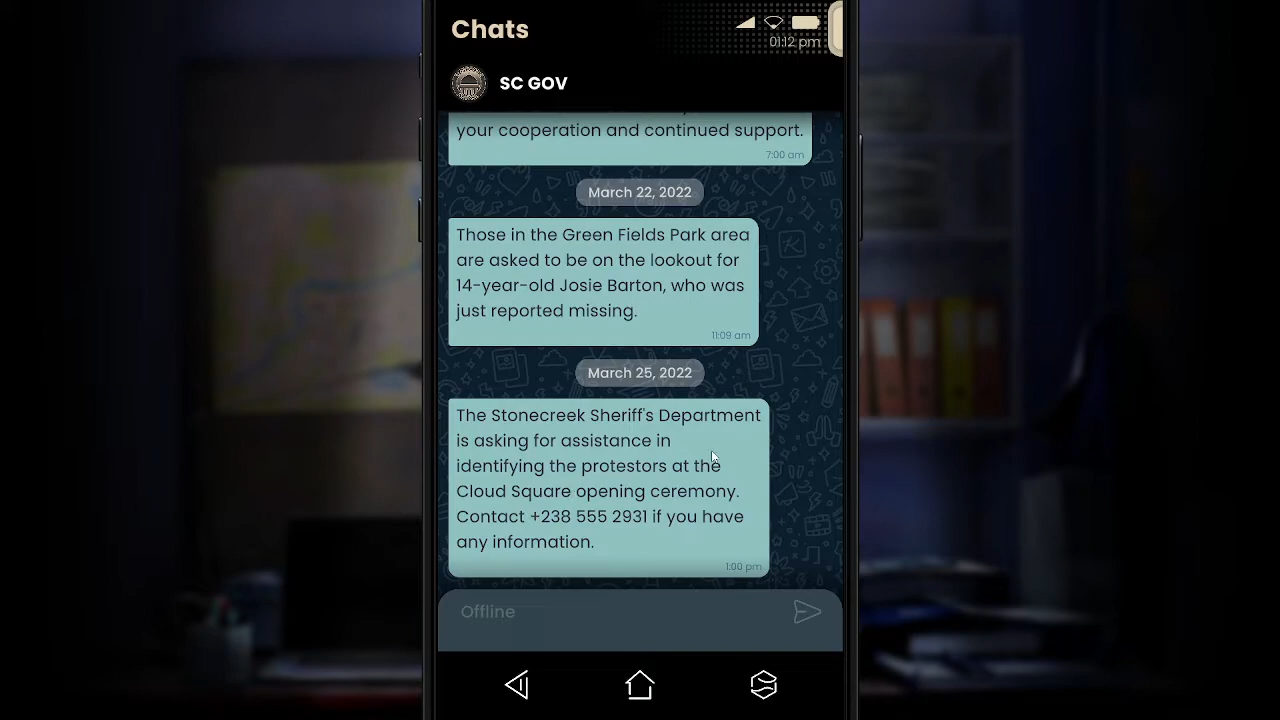 Chats
01:12 pm
SC GOV
your cooperation and continued support.
7:00 am
March 22, 2022
Those in the Green Fields Park area
are asked to be on the lookout for
14-year-old Josie Barton, who was
just reported missing.
11:09 am
March 25, 2022
The Stonecreek Sheriff's Department
is asking for assistance in
identifying the protestors at the
Cloud Square opening ceremony.
Contact +238 555 2931 if you have
any information.
1:00 pm
Offline